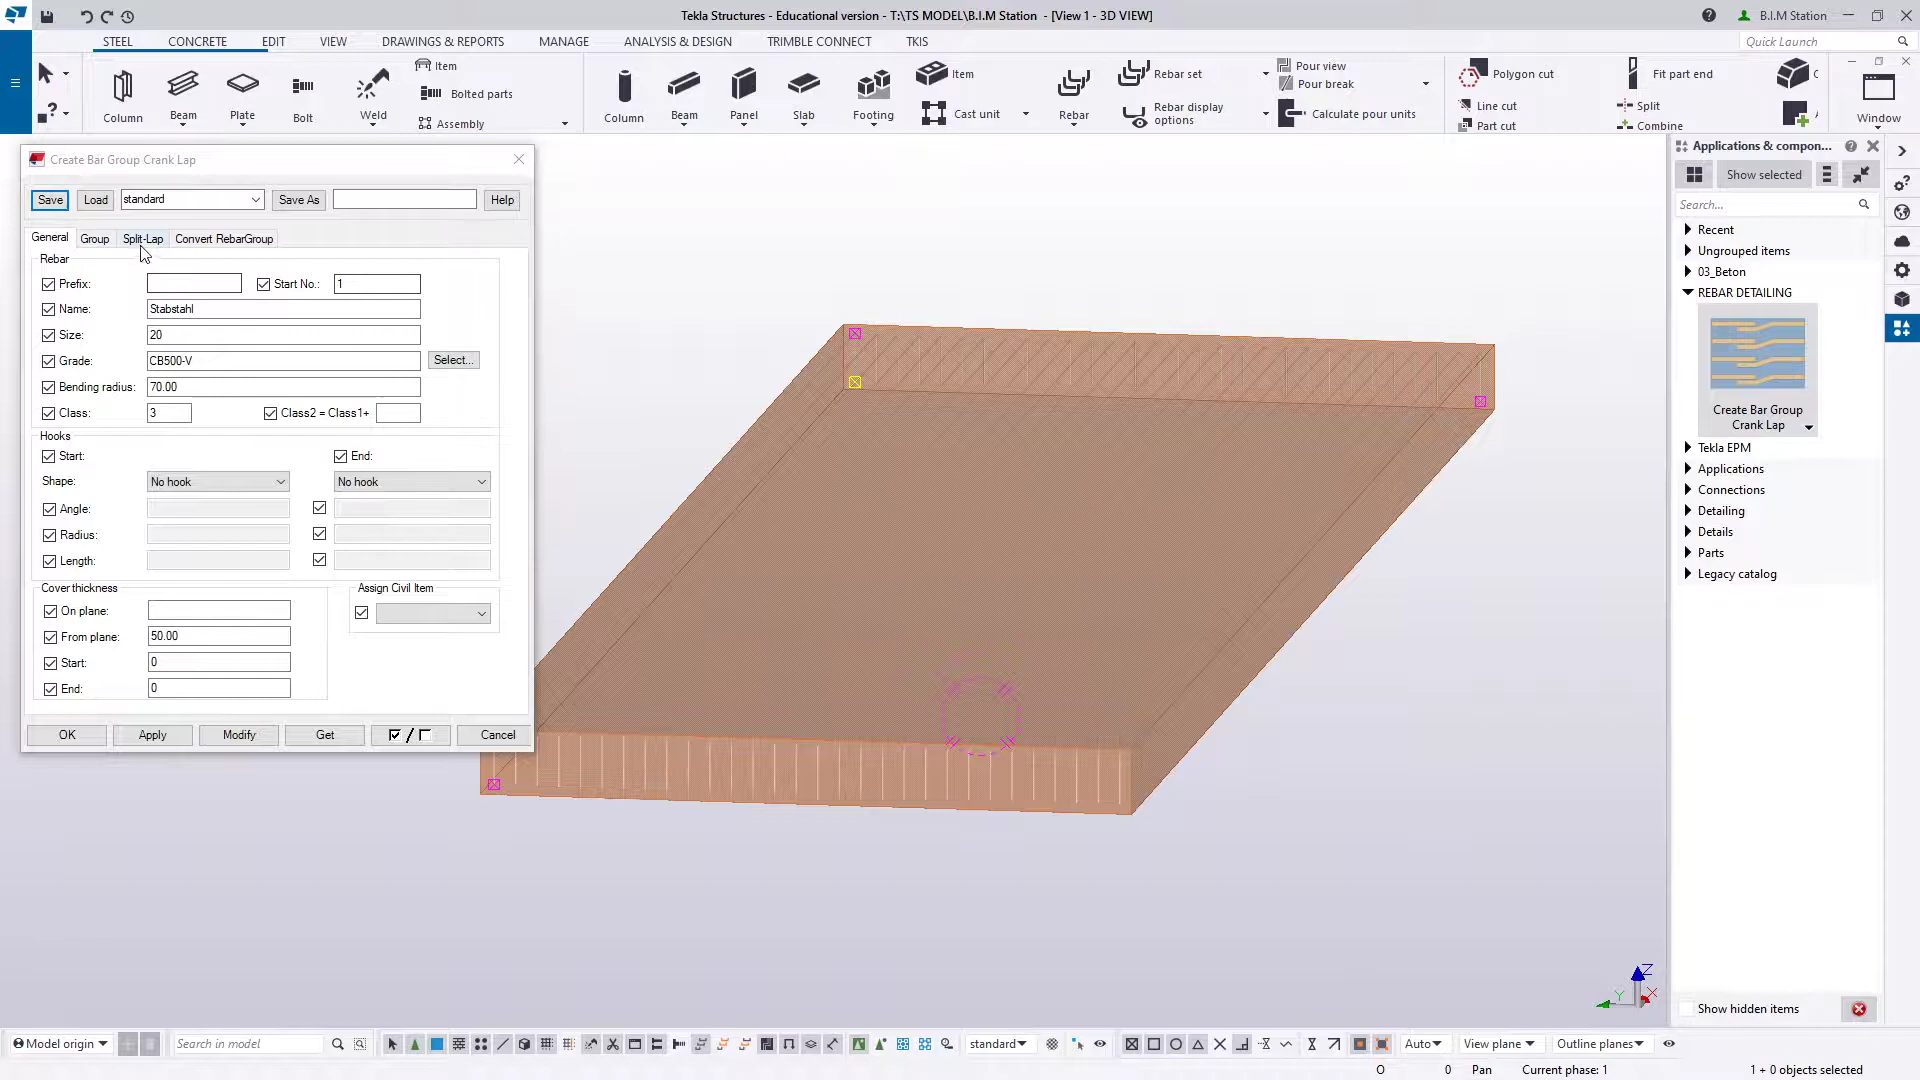 Tekla Structures - Educational version - T:\TS MODEL\B.I.M Station  - [View 1 - 3D VIEW]
B.I.M Station
STEEL
CONCRETE
EDIT
VIEW
DRAWINGS & REPORTS
MANAGE
ANALYSIS & DESIGN
TRIMBLE CONNECT
TKIS
Quick Launch
Column
Beam
Plate
Bolt
Weld
Item
Bolted parts
Assembly
Column
Beam
Panel
Slab
Footing
Item
Cast unit
Rebar
Rebar set
Rebar display
options
Pour view
Pour break
Calculate pour units
Polygon cut
Line cut
Part cut
Fit part end
Split
Combine
Window
Create Bar Group Crank Lap
Save
Load
standard
Save As
Help
General
Group
Split-Lap
Convert RebarGroup
Rebar
Prefix:
Start No.:
1
Name:
Stabstahl
Size:
20
Grade:
CB500-V
Select...
Bending radius:
70.00
Class:
3
Class2 = Class1+
Hooks
Start:
End:
Shape:
No hook
No hook
Angle:
Radius:
Length:
Cover thickness
Assign Civil Item
On plane:
From plane:
50.00
Start:
0
End:
0
OK
Apply
Modify
Get
/
Cancel
Applications & compon...
Show selected
Search...
Recent
Ungrouped items
03_Beton
REBAR DETAILING
Create Bar Group
Crank Lap
Tekla EPM
Applications
Connections
Detailing
Details
Parts
Legacy catalog
Show hidden items
Z
Y
X
Model origin
Search in model
standard
Auto
View plane
Outline planes
O
0
Pan
Current phase: 1
1 + 0 objects selected